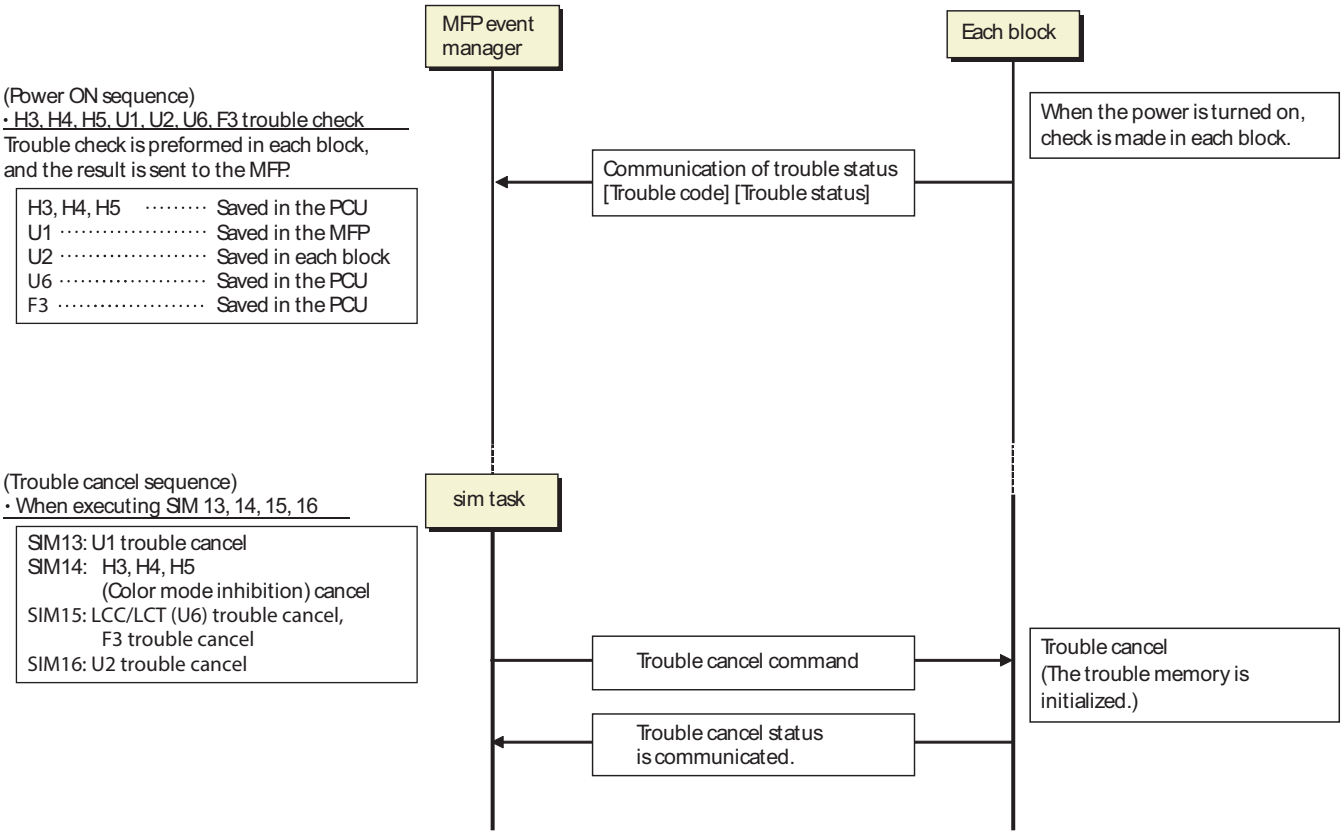 MFP event
manager
Each block
(Power ON sequence)
・H3, H4, H5, U1, U2, U6, F3 trouble check
Trouble check is preformed in each block,
and the result is sent to the MFP.
When the power is turned on,
check is made in each block.
Communication of trouble status
[Trouble code] [Trouble status]
H3, H4, H5 ········· Saved in the PCU
U1 ····················· Saved in the MFP
U2 ····················· Saved in each block
U6 ····················· Saved in the PCU
F3 ····················· Saved in the PCU
(Trouble cancel sequence)
・When executing SIM 13, 14, 15, 16
sim task
SIM13: U1 trouble cancel
SIM14: H3, H4, H5
(Color mode inhibition) cancel
SIM15: LCC/LCT (U6) trouble cancel,
F3 trouble cancel
SIM16: U2 trouble cancel
Trouble cancel command
Trouble cancel
(The trouble memory is
initialized.)
Trouble cancel status
is communicated.